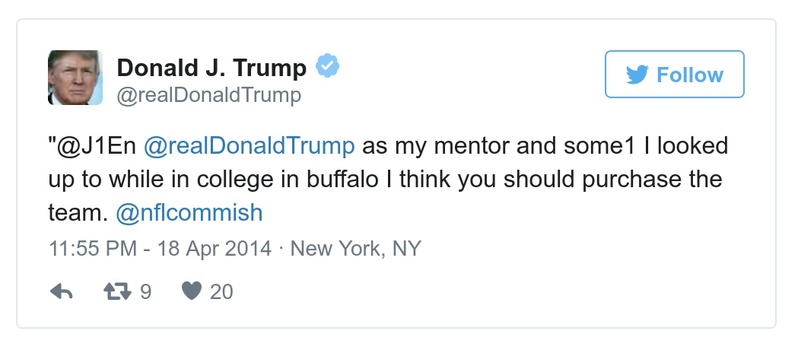 Donald J. Trump
@realDonaldTrump
Follow
"@J1En @realDonaldTrump as my mentor and some1 I looked
up to while in college in buffalo I think you should purchase the
team. @nflcommish
11:55 PM - 18 Apr 2014 · New York, NY
9 20